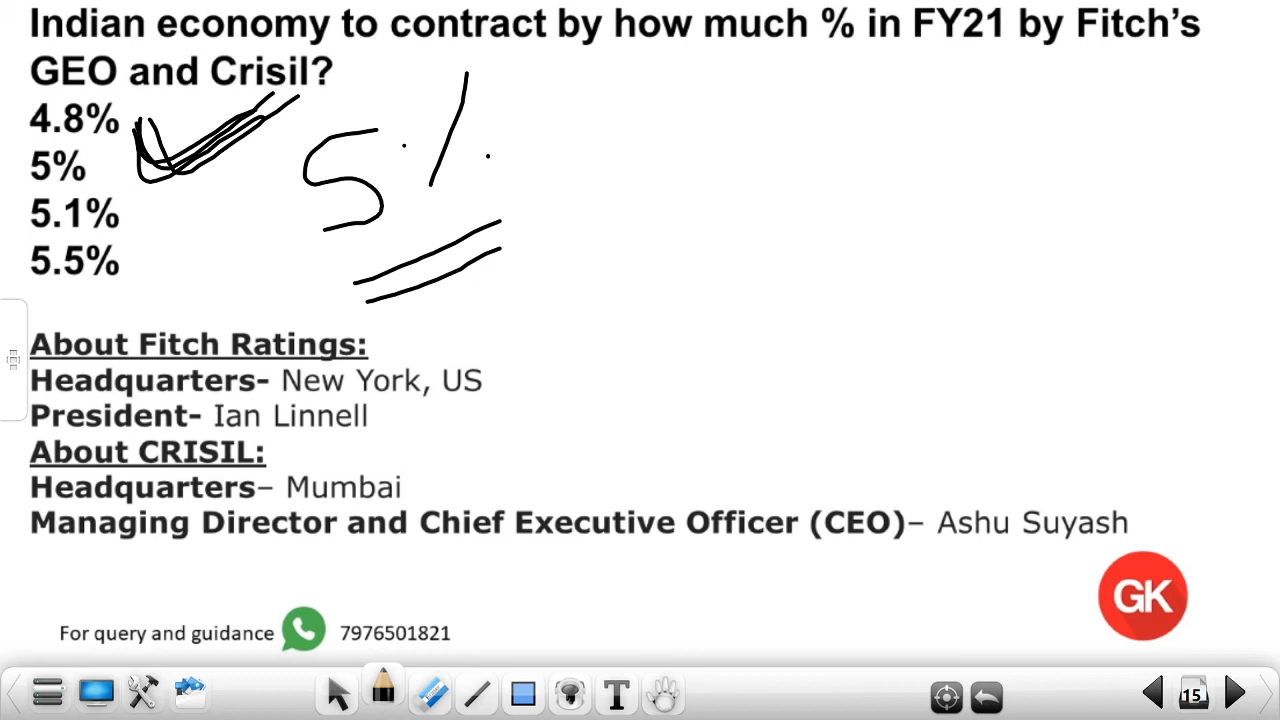 Indian economy to contract by how much % in FY21 by Fitch's
GEO and Crisil?
4.8%
5%
5.1%
5.5%
5%
About Fitch Ratings:
Headquarters- New York, US
President- Ian Linnell
About CRISIL:
Headquarters– Mumbai
Managing Director and Chief Executive Officer (CEO)– Ashu Suyash
GK
For query and guidance 7976501821
T
15